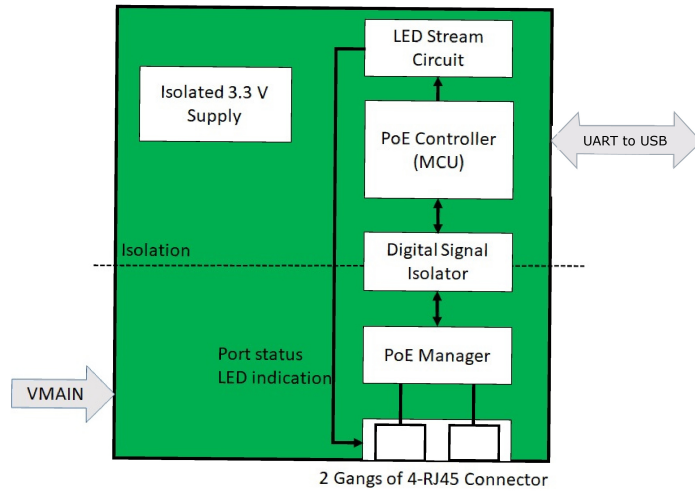 LED Stream
Circuit
Isolated 3.3 V
Supply
PoE Controller
(MCU)
UART to USB
Isolation
Digital Signal
Isolator
Port status
LED indication
PoE Manager
VMAIN
2 Gangs of 4-RJ45 Connector